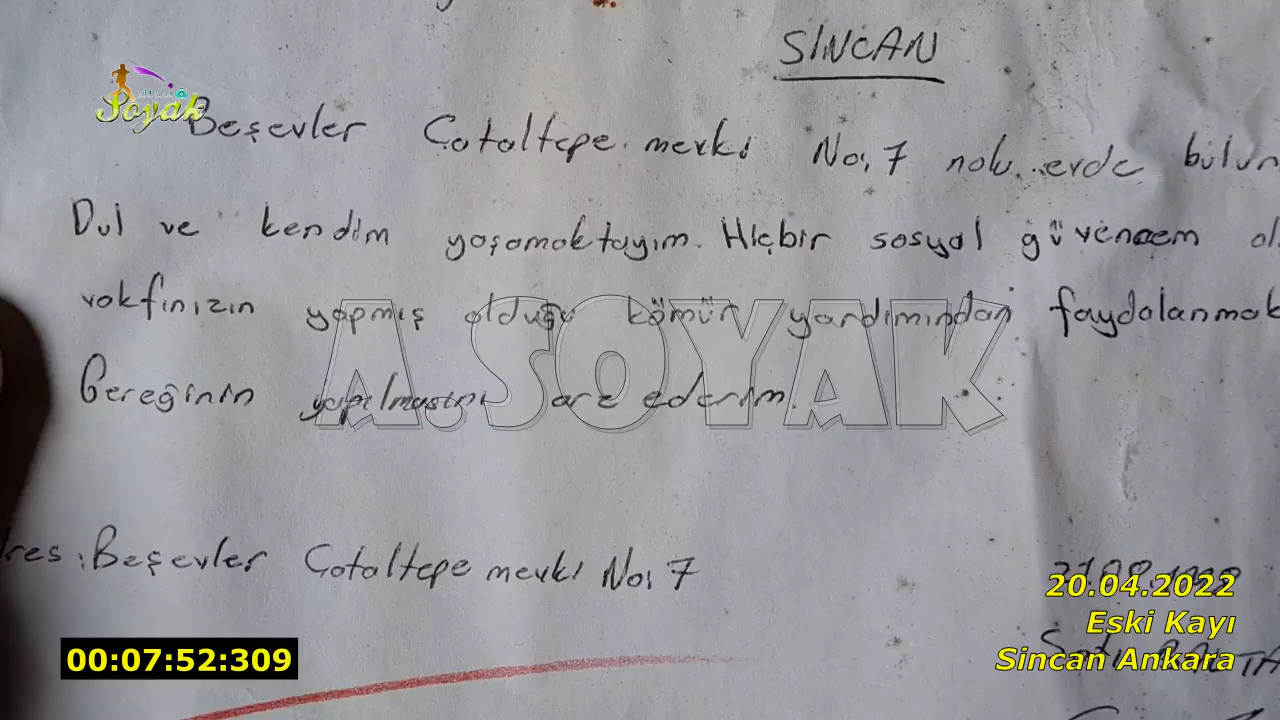 SİNCAN
Soyak
Beşevler Çataltepe mevki No:7 nolu evde bulun
Dul ve kendim yaşamaktayım. Hiçbir sosyal güvencem ol
vakfınızın yapmış olduğu kömür yardımından faydalanmak
Gereğinin yapılmasını arz ederim.
A.SOYAK
res: Beşevler Çataltepe mevki No:7
20.04.2022
Eski Kayı
Sincan Ankara
00:07:52:309